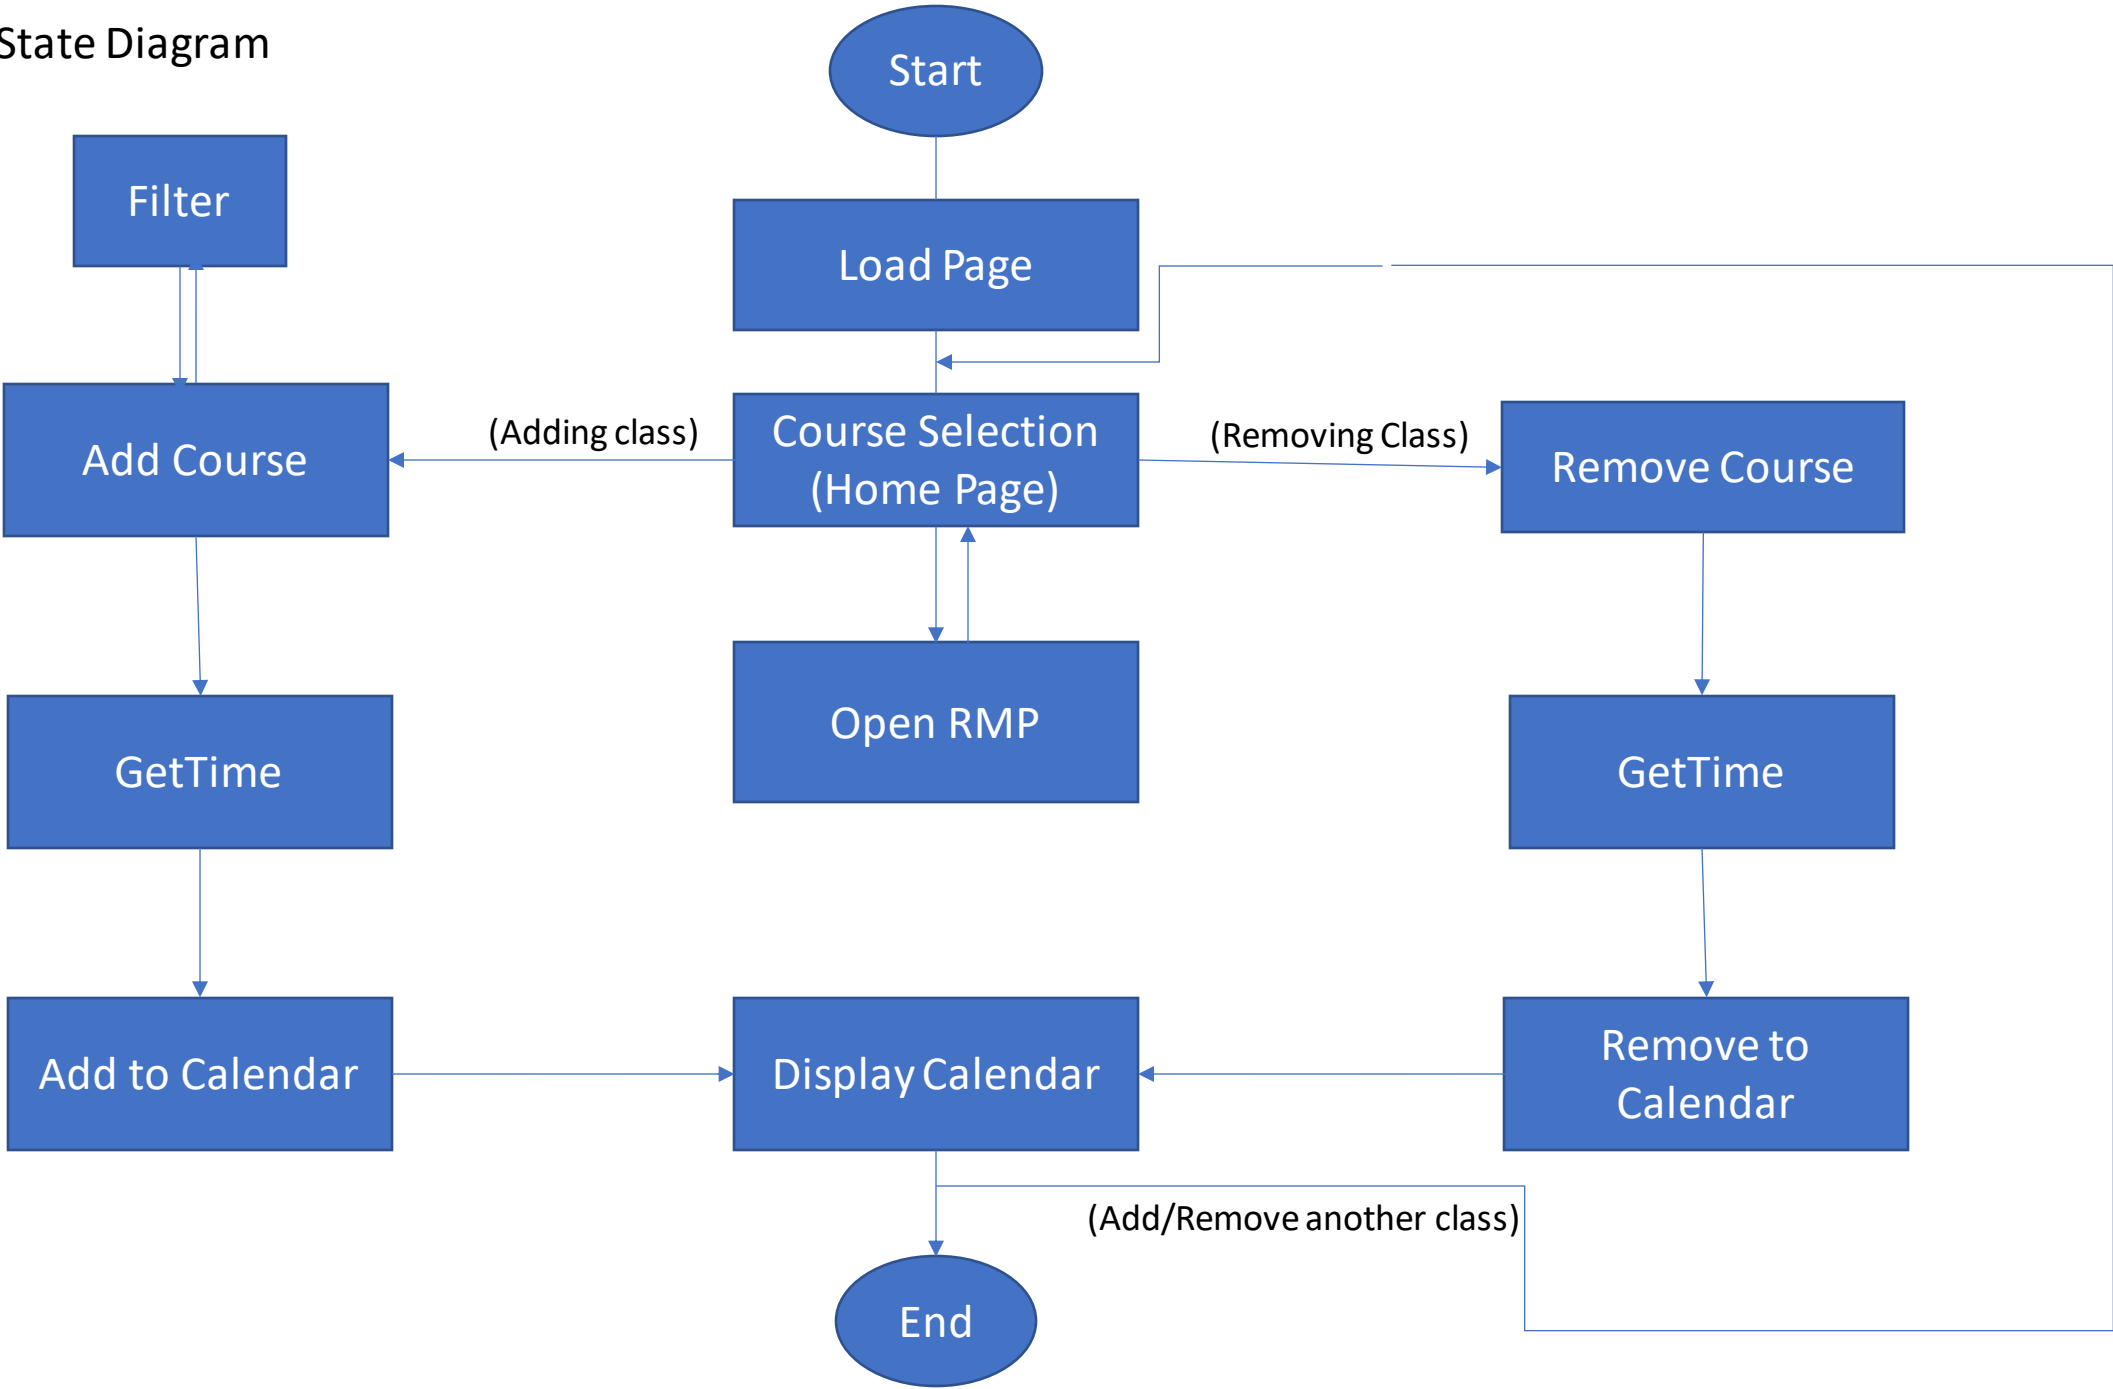 State Diagram
Start
Filter
Load Page
(Adding class)
Course Selection
(Home Page)
(Removing Class)
Add Course
Remove Course
GetTime
Open RMP
GetTime
Add to Calendar
Display Calendar
Remove to
Calendar
(Add/Remove another class)
End